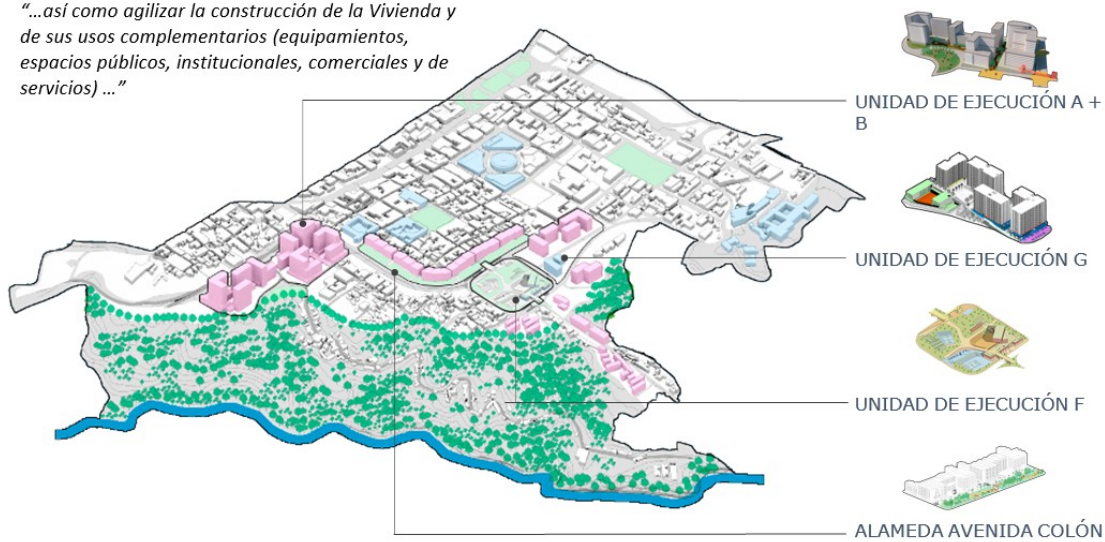 “...así como agilizar la construcción de la Vivienda y
de sus usos complementarios (equipamientos,
espacios públicos, institucionales, comerciales y de
servicios) ...”
UNIDAD DE EJECUCIÓN A +
B
UNIDAD DE EJECUCIÓN G
UNIDAD DE EJECUCIÓN F
ALAMEDA AVENIDA COLÓN